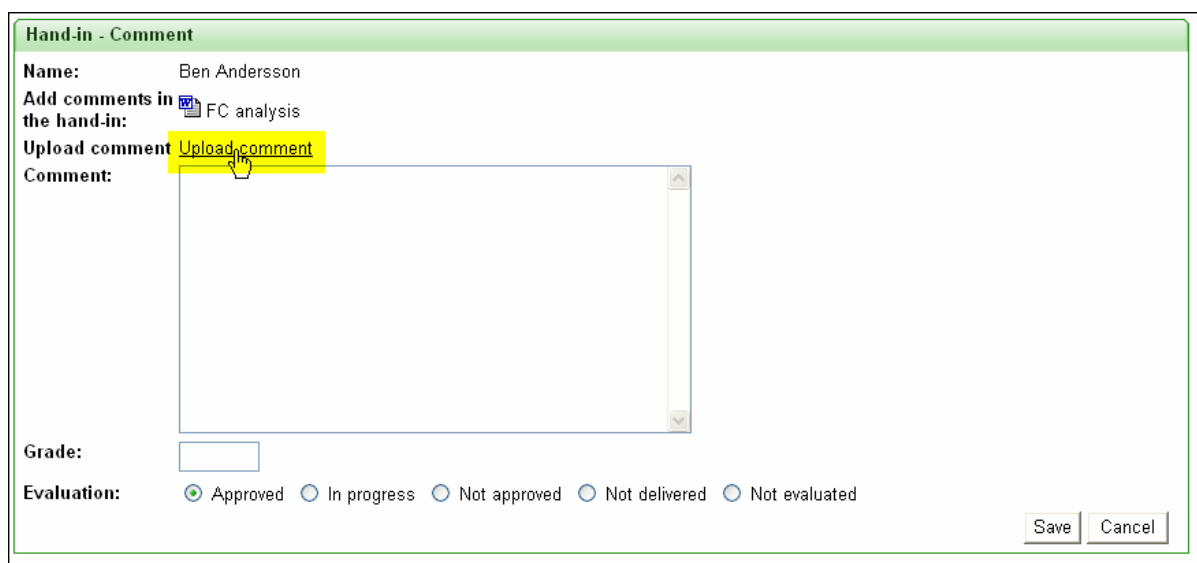 Hand-in - Comment
Name: Ben Andersson
Add comments in the hand-in: FC analysis
Upload comment Upload comment
Comment:
Grade:
Evaluation: Approved In progress Not approved Not delivered Not evaluated
Save Cancel